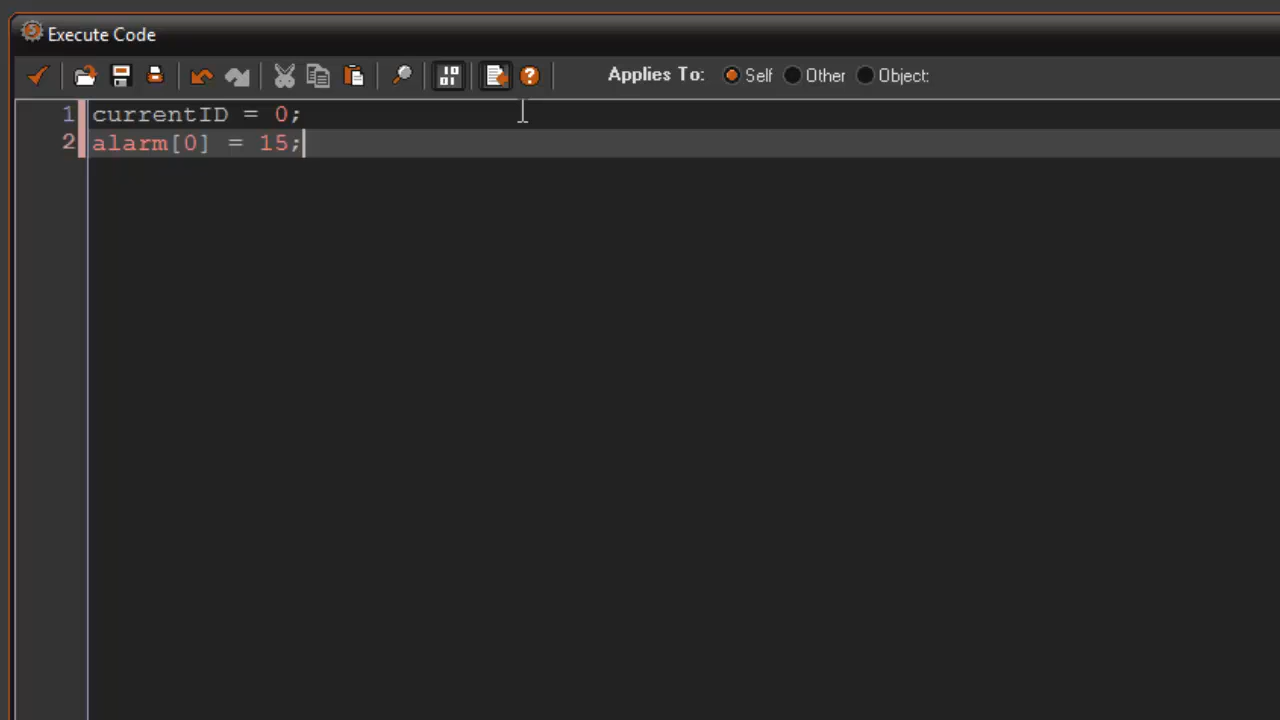 Execute Code
Applies To: Self Other Object:
1 currentID = 0;
2 alarm[0] = 15;